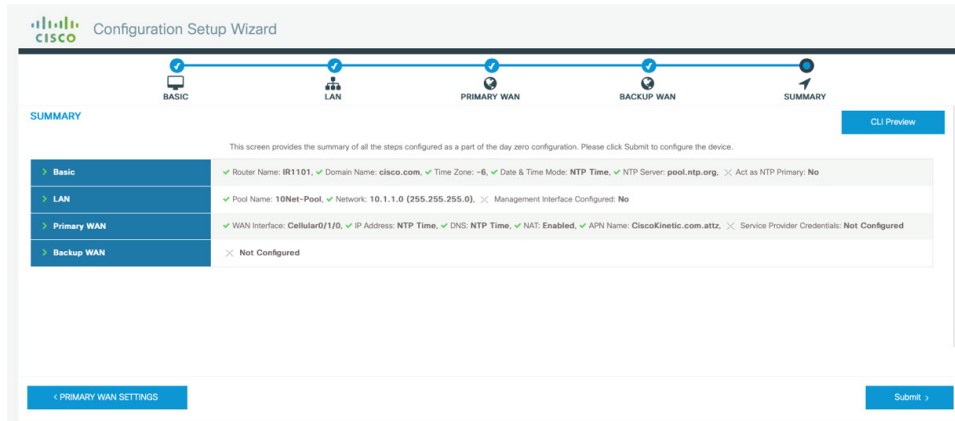 CISCO Configuration Setup Wizard
BASIC LAN PRIMARY WAN BACKUP WAN SUMMARY
SUMMARY
CLI Preview
This screen provides the summary of all the steps configured as a part of the day zero configuration. Please click Submit to configure the device.
> Basic ✓ Router Name: IR1101, ✓ Domain Name: cisco.com, ✓ Time Zone: -6, ✓ Date & Time Mode: NTP Time, ✓ NTP Server: pool.ntp.org, ✕ Act as NTP Primary: No
> LAN ✓ Pool Name: 10Net-Pool, ✓ Network: 10.1.1.0 (255.255.255.0), ✕ Management Interface Configured: No
> Primary WAN ✓ WAN Interface: Cellular0/1/0, ✓ IP Address: NTP Time, ✓ DNS: NTP Time, ✓ NAT: Enabled, ✓ APN Name: CiscoKinetic.com.attz, ✕ Service Provider Credentials: Not Configured
> Backup WAN ✕ Not Configured
< PRIMARY WAN SETTINGS
Submit >